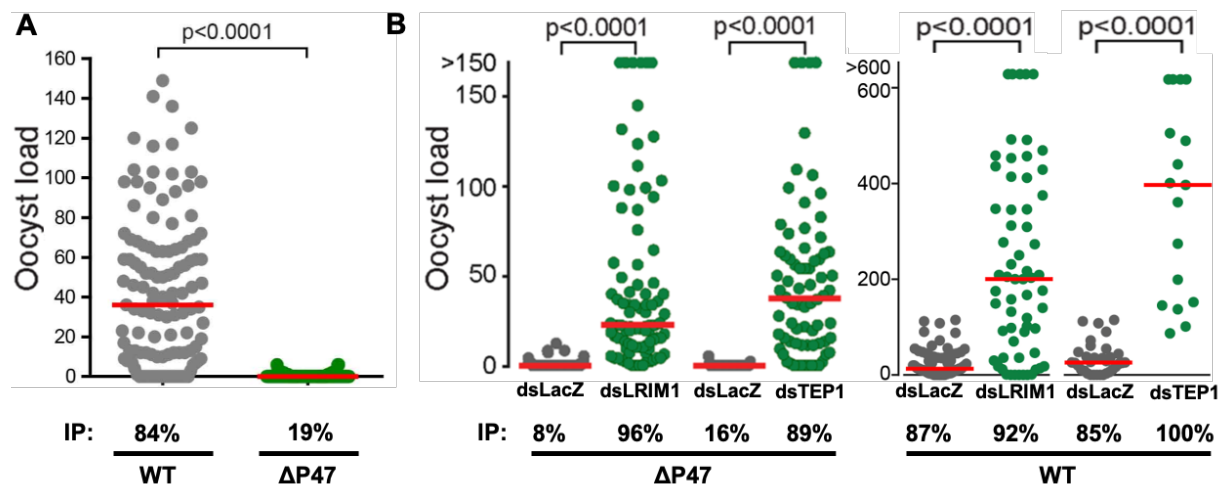 A
B
p<0.0001
p<0.0001
p<0.0001
p<0.0001
p<0.0001
Oocyst load
160
140
120
100
80
60
40
20
0
Oocyst load
>150
150
100
50
0
>600
600
400
200
0
dsLacZ dsLRIM1 dsLacZ dsTEP1
dsLacZ dsLRIM1 dsLacZ dsTEP1
IP: 84% 19%
WT ΔP47
IP: 8% 96% 16% 89%
ΔP47
87% 92% 85% 100%
WT